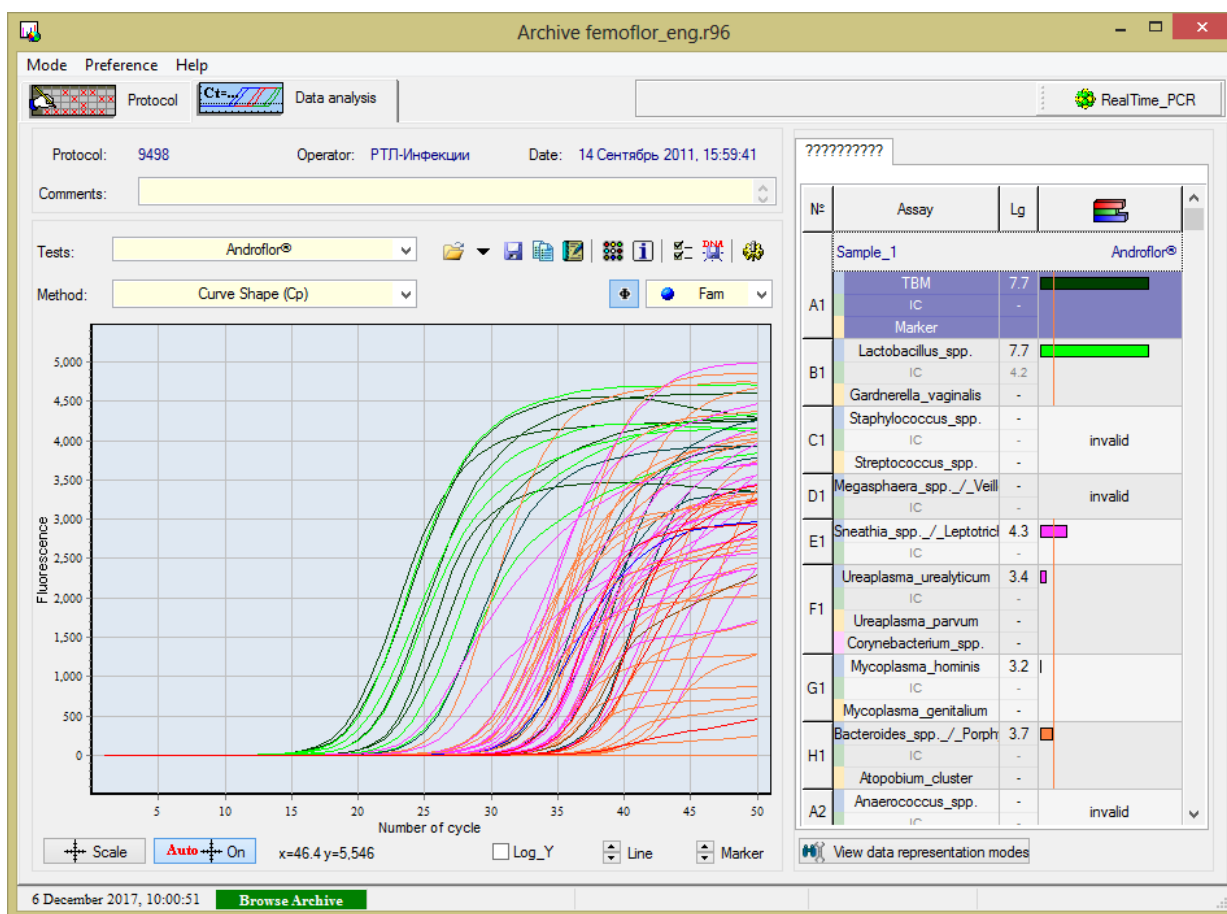 Archive femoflor_eng.r96
Mode Preference Help
Protocol
Ct=...
Data analysis
RealTime_PCR
Protocol: 9498 Operator: РТЛ-Инфекции Date: 14 Сентябрь 2011, 15:59:41
Comments:
Tests: Androflor®
Method: Curve Shape (Cp) Ф Fam
5,000
4,500
4,000
3,500
3,000
2,500
2,000
1,500
1,000
500
0
Fluorescence
5 10 15 20 25 30 35 40 45 50
Number of cycle
Scale Auto On x=46.4 y=5,546 Log_Y Line Marker
??????????
№ Assay Lg
Sample_1 Androflor®
A1 TBM 7.7
IC -
Marker
B1 Lactobacillus_spp. 7.7
IC 4.2
Gardnerella_vaginalis -
C1 Staphylococcus_spp. - invalid
IC -
Streptococcus_spp. -
D1 Megasphaera_spp._/_Veill - invalid
IC -
E1 Sneathia_spp._/_Leptotricl 4.3
IC -
F1 Ureaplasma_urealyticum 3.4
IC -
Ureaplasma_parvum -
Corynebacterium_spp. -
G1 Mycoplasma_hominis 3.2
IC -
Mycoplasma_genitalium -
H1 Bacteroides_spp._/_Porph 3.7
IC -
Atopobium_cluster -
A2 Anaerococcus_spp. - invalid
IC -
View data representation modes
6 December 2017, 10:00:51 Browse Archive